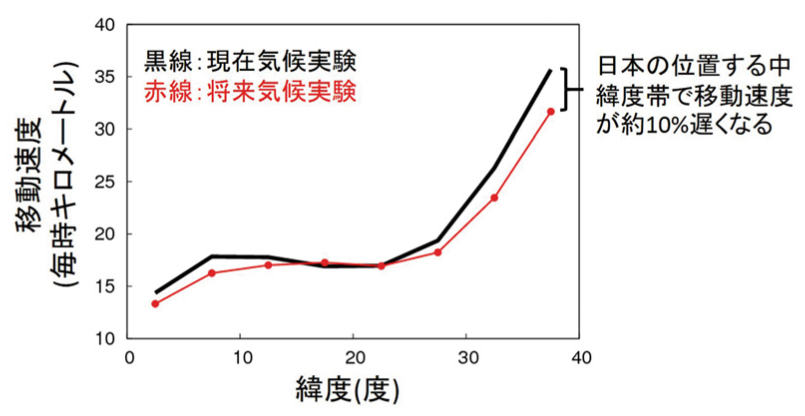 40
35
30
25
20
15
10
0
10
20
30
40
移動速度
(毎時キロメートル)
緯度(度)
黒線：現在気候実験
赤線：将来気候実験
日本の位置する中
緯度帯で移動速度
が約10%遅くなる